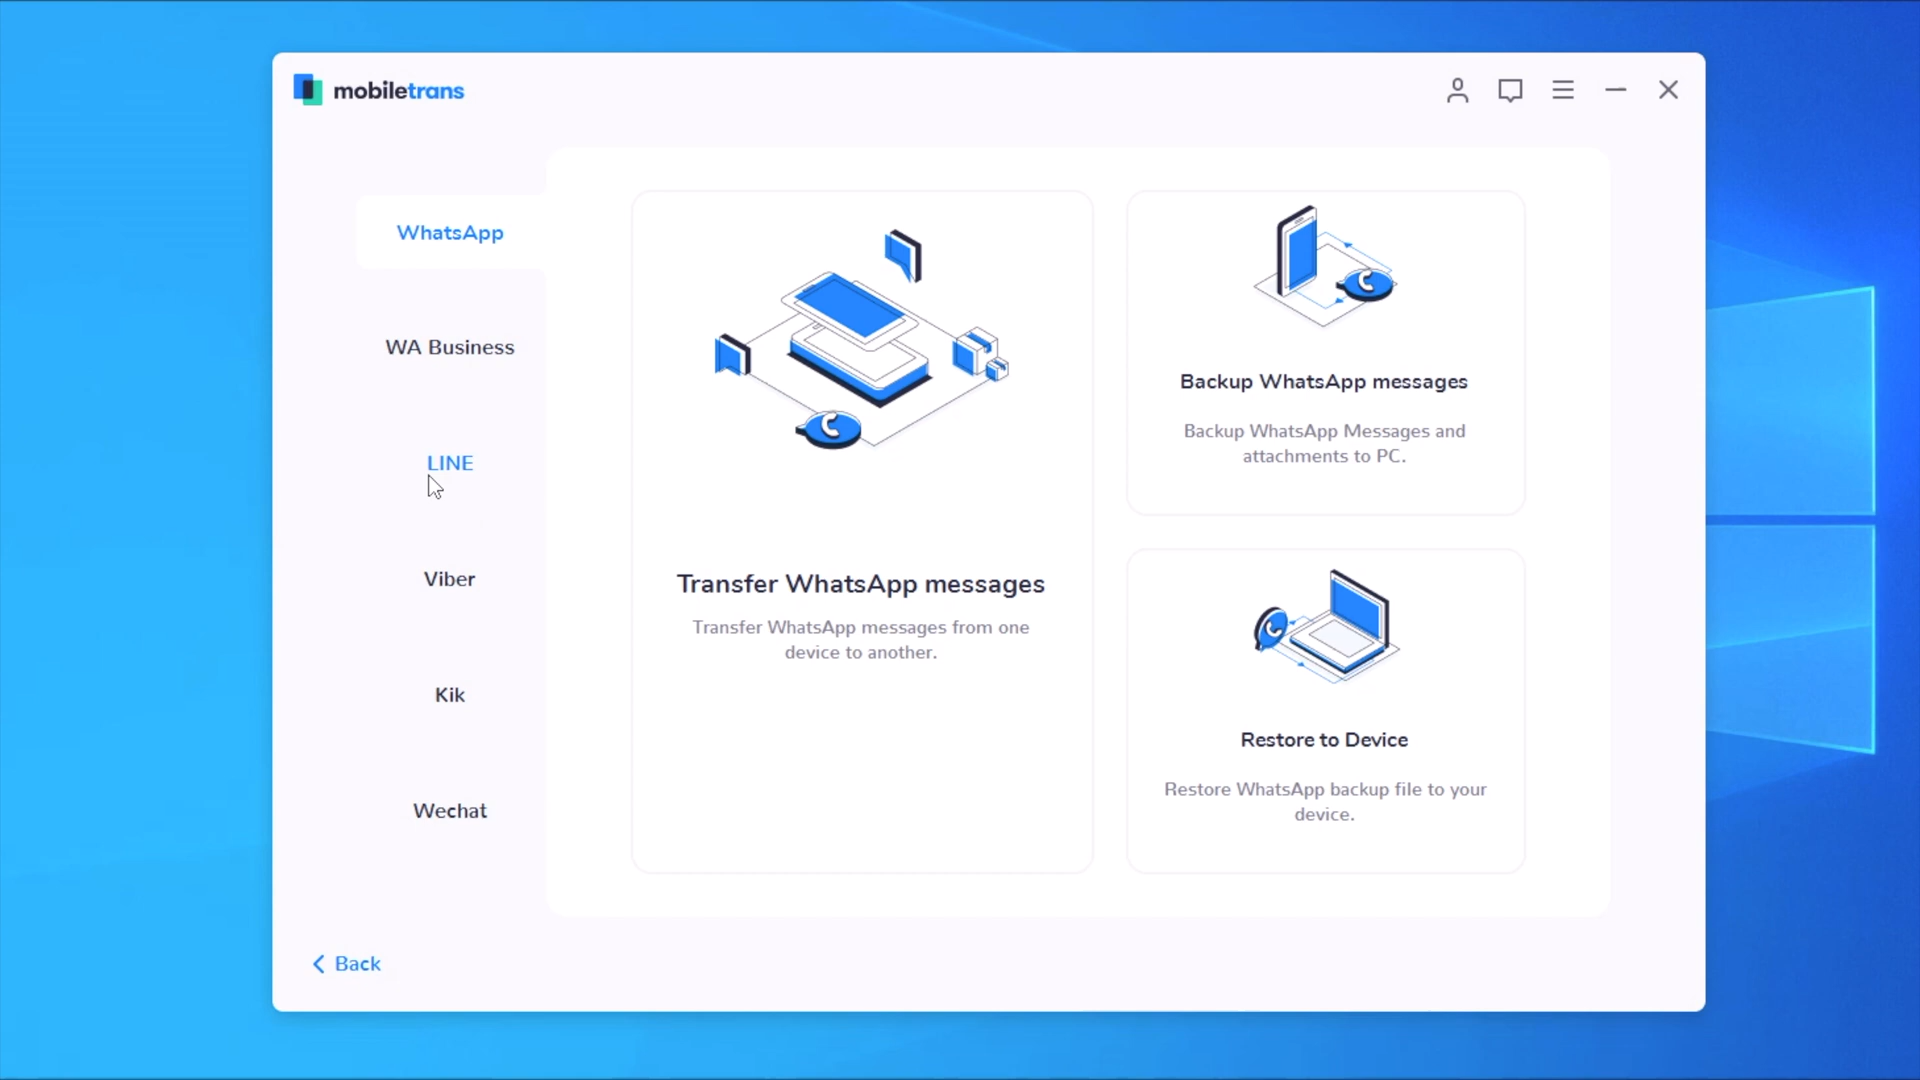 mobiletrans
WhatsApp
WA Business
LINE
Viber
Kik
Wechat
Transfer WhatsApp messages
Transfer WhatsApp messages from one
device to another.
Backup WhatsApp messages
Backup WhatsApp Messages and
attachments to PC.
Restore to Device
Restore WhatsApp backup file to your
device.
Back